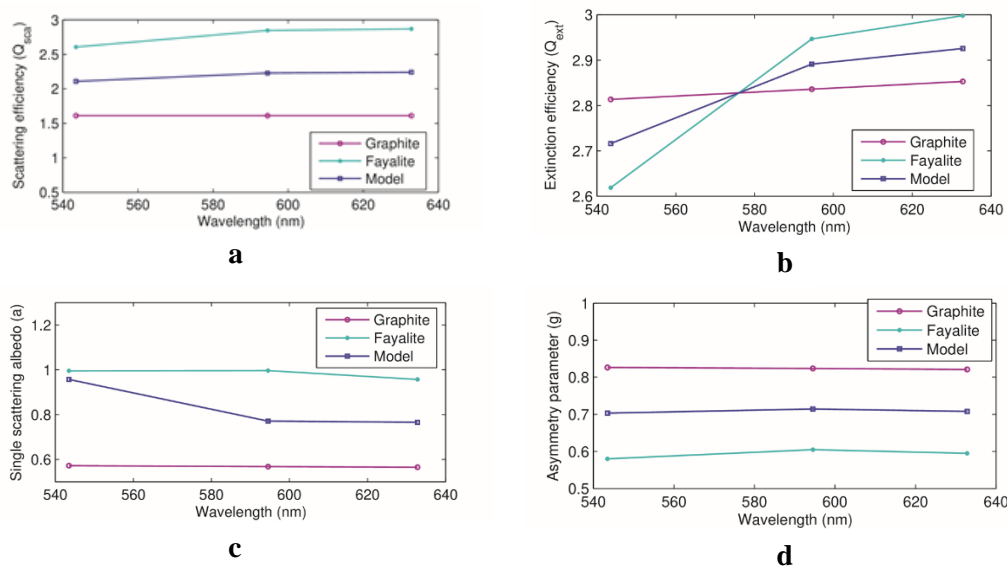 Scattering efficiency (Qsca)
3
2.5
2
1.5
1
0.5
540
560
580
600
620
640
Wavelength (nm)
Graphite
Fayalite
Model
a
Extinction efficiency (Qext)
3
2.9
2.8
2.7
2.6
540
560
580
600
620
640
Wavelength (nm)
Graphite
Fayalite
Model
b
Single scattering albedo (a)
1.2
1
0.8
0.6
540
560
580
600
620
640
Wavelength (nm)
Graphite
Fayalite
Model
c
Asymmetry parameter (g)
1
0.9
0.8
0.7
0.6
0.5
540
560
580
600
620
640
Wavelength (nm)
Graphite
Fayalite
Model
d